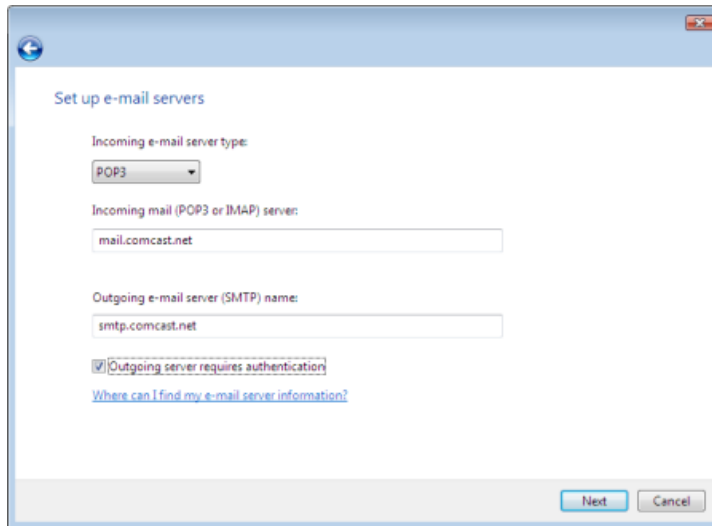 Set up e-mail servers
Incoming e-mail server type:
POP3
Incoming mail (POP3 or IMAP) server:
mail.comcast.net
Outgoing e-mail server (SMTP) name:
smtp.comcast.net
Outgoing server requires authentication
Where can I find my e-mail server information?
Next Cancel